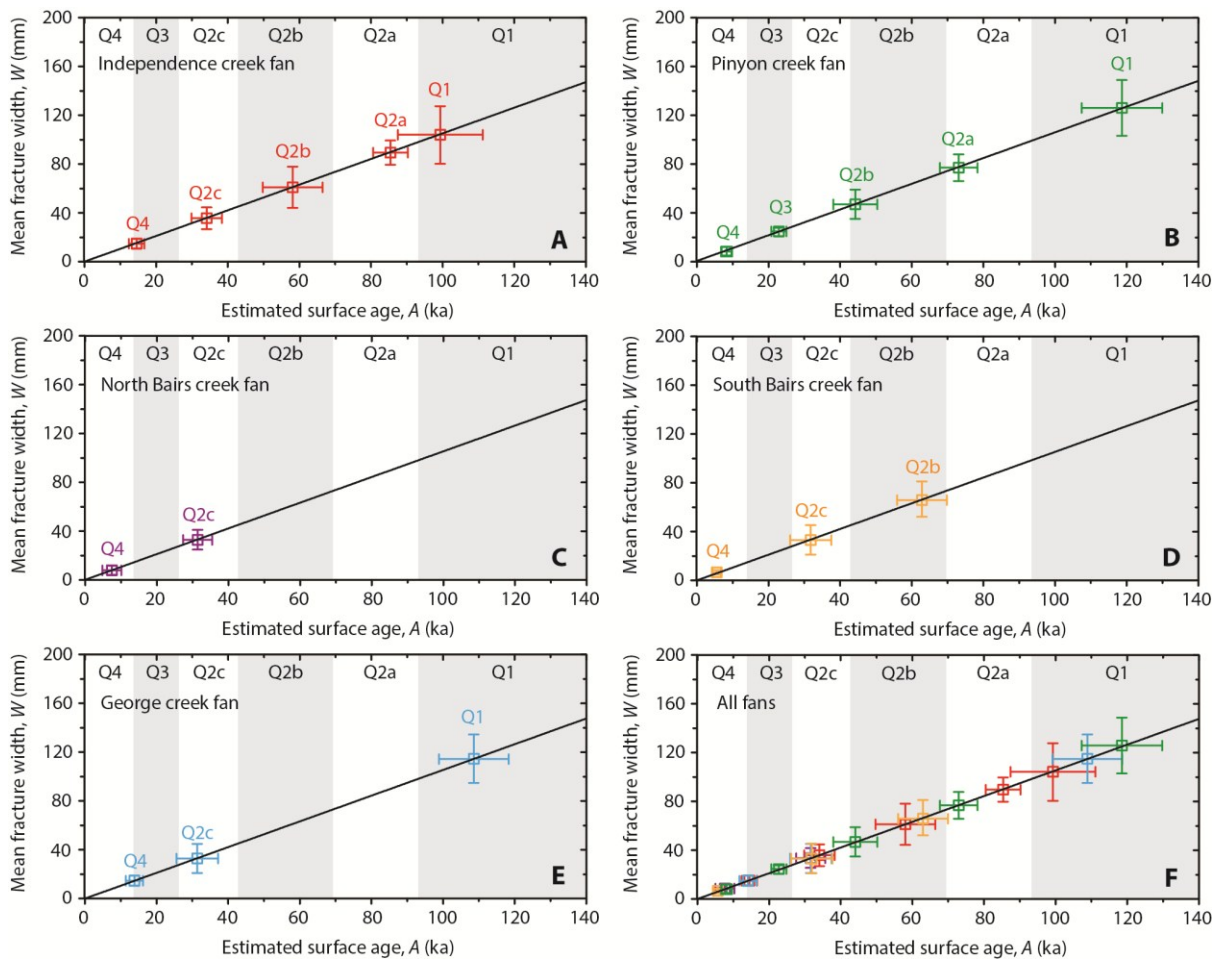 Q4 Q3 Q2c Q2b Q2a Q1
Independence creek fan
Mean fracture width, W (mm)
200
160
120
80
40
0
Q4
Q2c
Q2b
Q2a
Q1
A
0 20 40 60 80 100 120 140
Estimated surface age, A (ka)
Q4 Q3 Q2c Q2b Q2a Q1
Pinyon creek fan
Mean fracture width, W (mm)
200
160
120
80
40
0
Q4
Q3
Q2b
Q2a
Q1
B
0 20 40 60 80 100 120 140
Estimated surface age, A (ka)
Q4 Q3 Q2c Q2b Q2a Q1
North Bairs creek fan
Mean fracture width, W (mm)
200
160
120
80
40
0
Q4
Q2c
C
0 20 40 60 80 100 120 140
Estimated surface age, A (ka)
Q4 Q3 Q2c Q2b Q2a Q1
South Bairs creek fan
Mean fracture width, W (mm)
200
160
120
80
40
0
Q4
Q2c
Q2b
D
0 20 40 60 80 100 120 140
Estimated surface age, A (ka)
Q4 Q3 Q2c Q2b Q2a Q1
George creek fan
Mean fracture width, W (mm)
200
160
120
80
40
0
Q4
Q2c
Q1
E
0 20 40 60 80 100 120 140
Estimated surface age, A (ka)
Q4 Q3 Q2c Q2b Q2a Q1
All fans
Mean fracture width, W (mm)
200
160
120
80
40
0
F
0 20 40 60 80 100 120 140
Estimated surface age, A (ka)